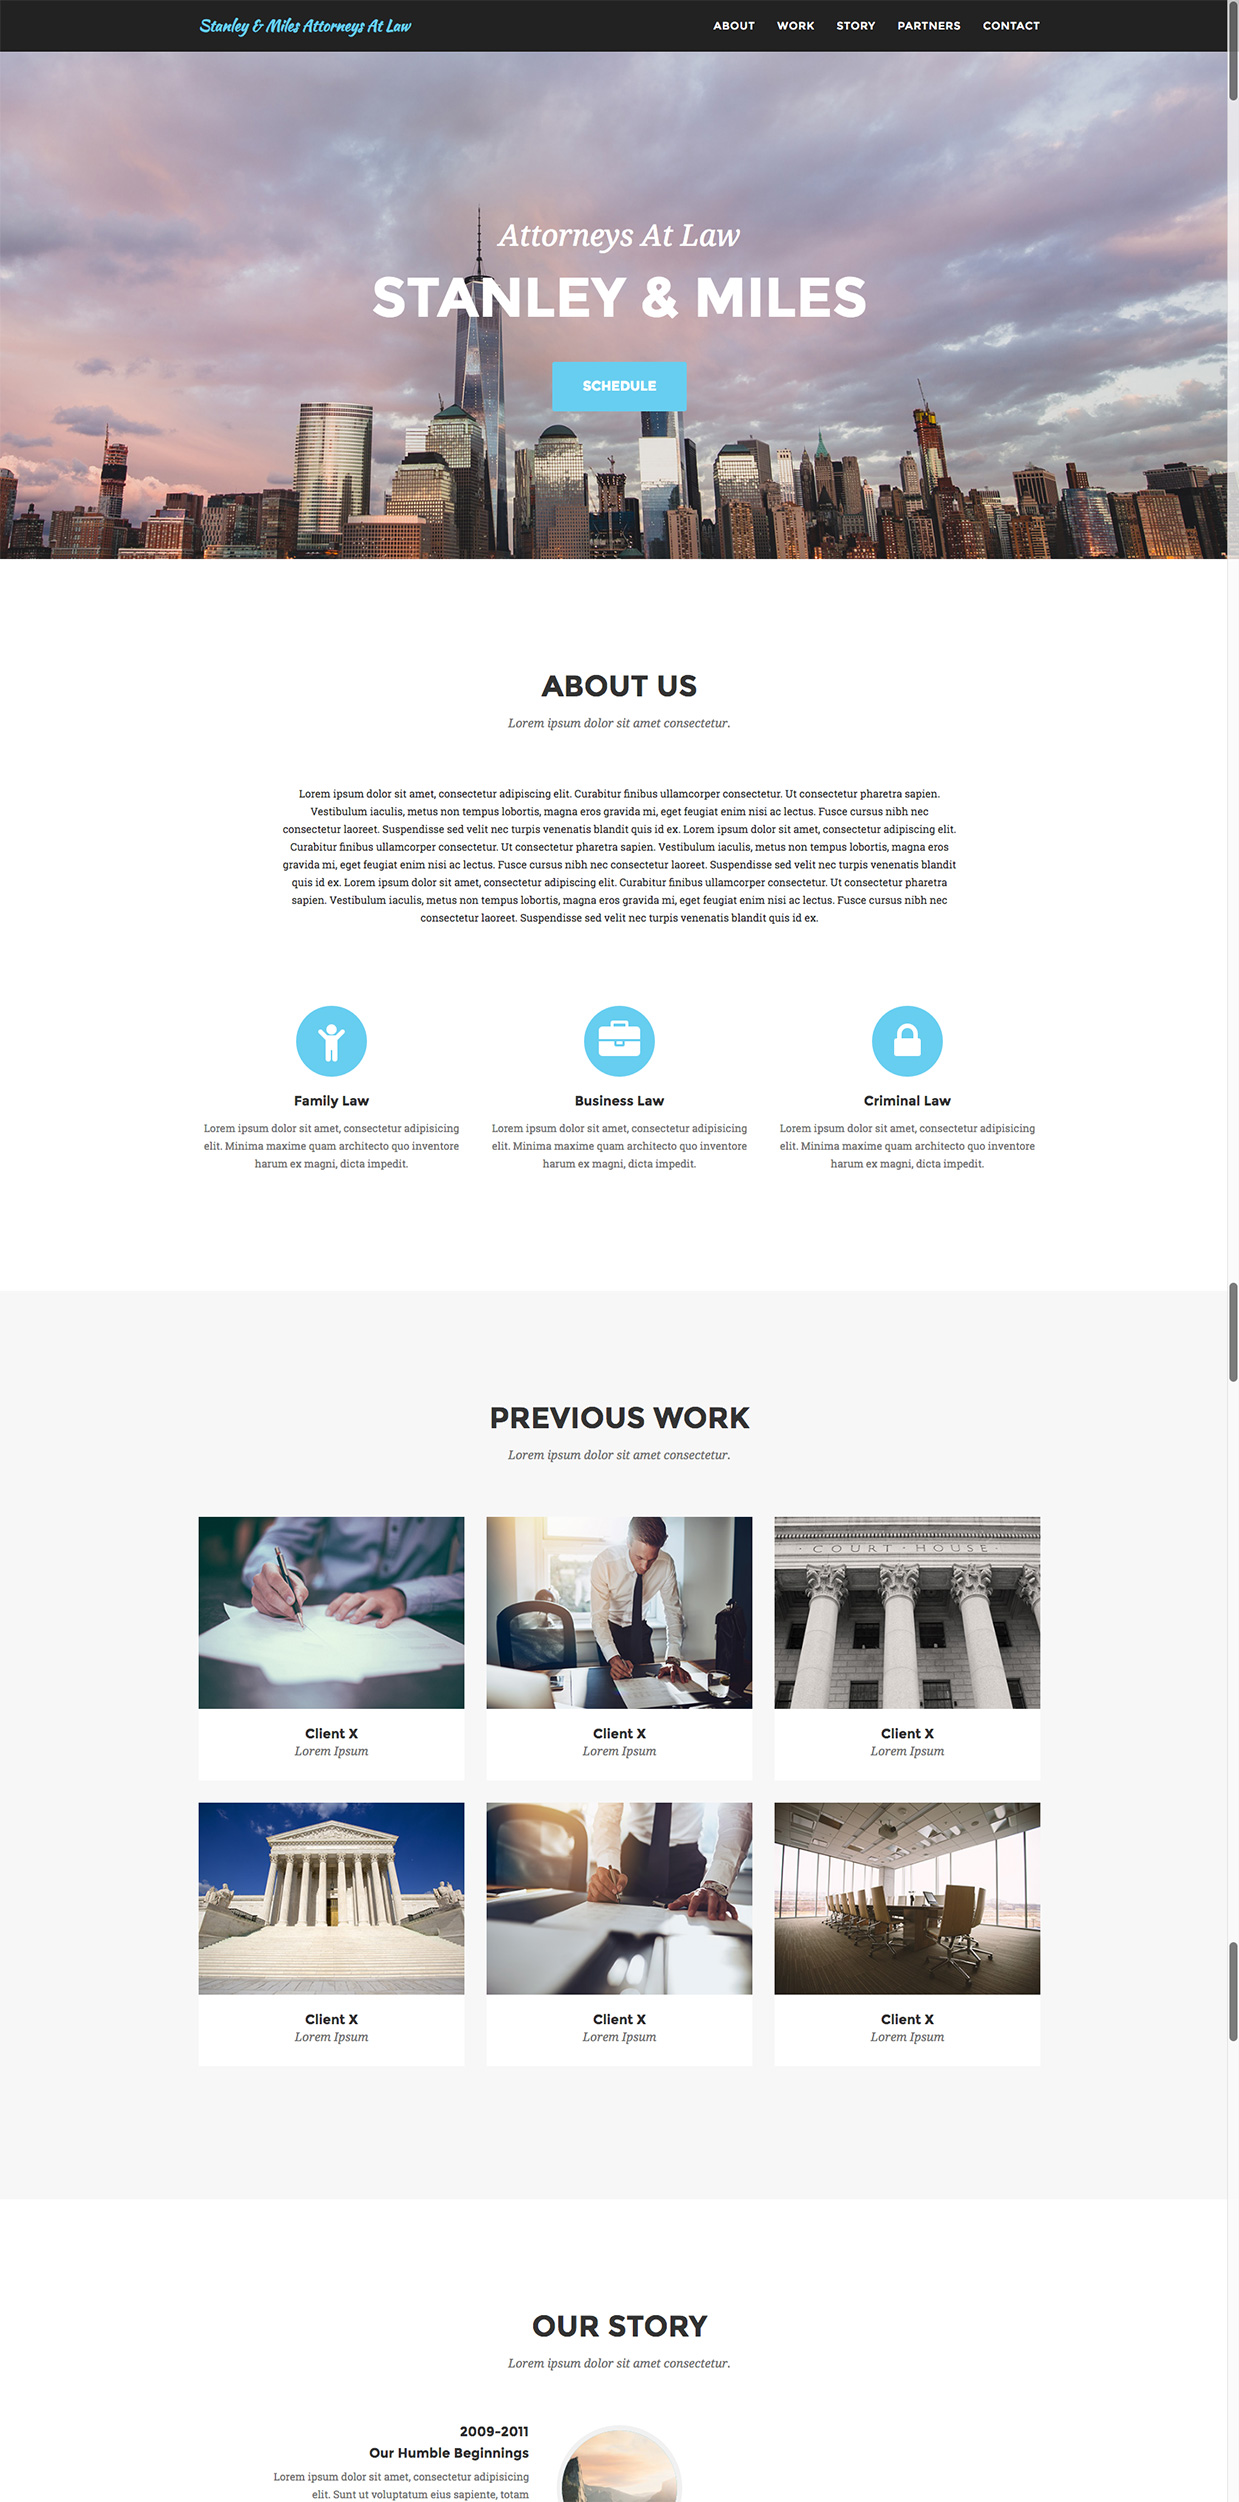 Stanley & Miles Attorneys At Law
ABOUT WORK STORY PARTNERS CONTACT
Attorneys At Law
STANLEY & MILES
SCHEDULE
ABOUT US
Lorem ipsum dolor sit amet consectetur.
Lorem ipsum dolor sit amet, consectetur adipiscing elit. Curabitur finibus ullamcorper consectetur. Ut consectetur pharetra sapien.
Vestibulum iaculis, metus non tempus lobortis, magna eros gravida mi, eget feugiat enim nisi ac lectus. Fusce cursus nibh nec
consectetur laoreet. Suspendisse sed velit nec turpis venenatis blandit quis id ex. Lorem ipsum dolor sit amet, consectetur adipiscing elit.
Curabitur finibus ullamcorper consectetur. Ut consectetur pharetra sapien. Vestibulum iaculis, metus non tempus lobortis, magna eros
gravida mi, eget feugiat enim nisi ac lectus. Fusce cursus nibh nec consectetur laoreet. Suspendisse sed velit nec turpis venenatis blandit
quis id ex. Lorem ipsum dolor sit amet, consectetur adipiscing elit. Curabitur finibus ullamcorper consectetur. Ut consectetur pharetra
sapien. Vestibulum iaculis, metus non tempus lobortis, magna eros gravida mi, eget feugiat enim nisi ac lectus. Fusce cursus nibh nec
consectetur laoreet. Suspendisse sed velit nec turpis venenatis blandit quis id ex.
Family Law
Lorem ipsum dolor sit amet, consectetur adipisicing
elit. Minima maxime quam architecto quo inventore
harum ex magni, dicta impedit.
Business Law
Lorem ipsum dolor sit amet, consectetur adipisicing
elit. Minima maxime quam architecto quo inventore
harum ex magni, dicta impedit.
Criminal Law
Lorem ipsum dolor sit amet, consectetur adipisicing
elit. Minima maxime quam architecto quo inventore
harum ex magni, dicta impedit.
PREVIOUS WORK
Lorem ipsum dolor sit amet consectetur.
COURT · HOUSE
Client X
Lorem Ipsum
Client X
Lorem Ipsum
Client X
Lorem Ipsum
Client X
Lorem Ipsum
Client X
Lorem Ipsum
Client X
Lorem Ipsum
OUR STORY
Lorem ipsum dolor sit amet consectetur.
2009-2011
Our Humble Beginnings
Lorem ipsum dolor sit amet, consectetur adipisicing
elit. Sunt ut voluptatum eius sapiente, totam